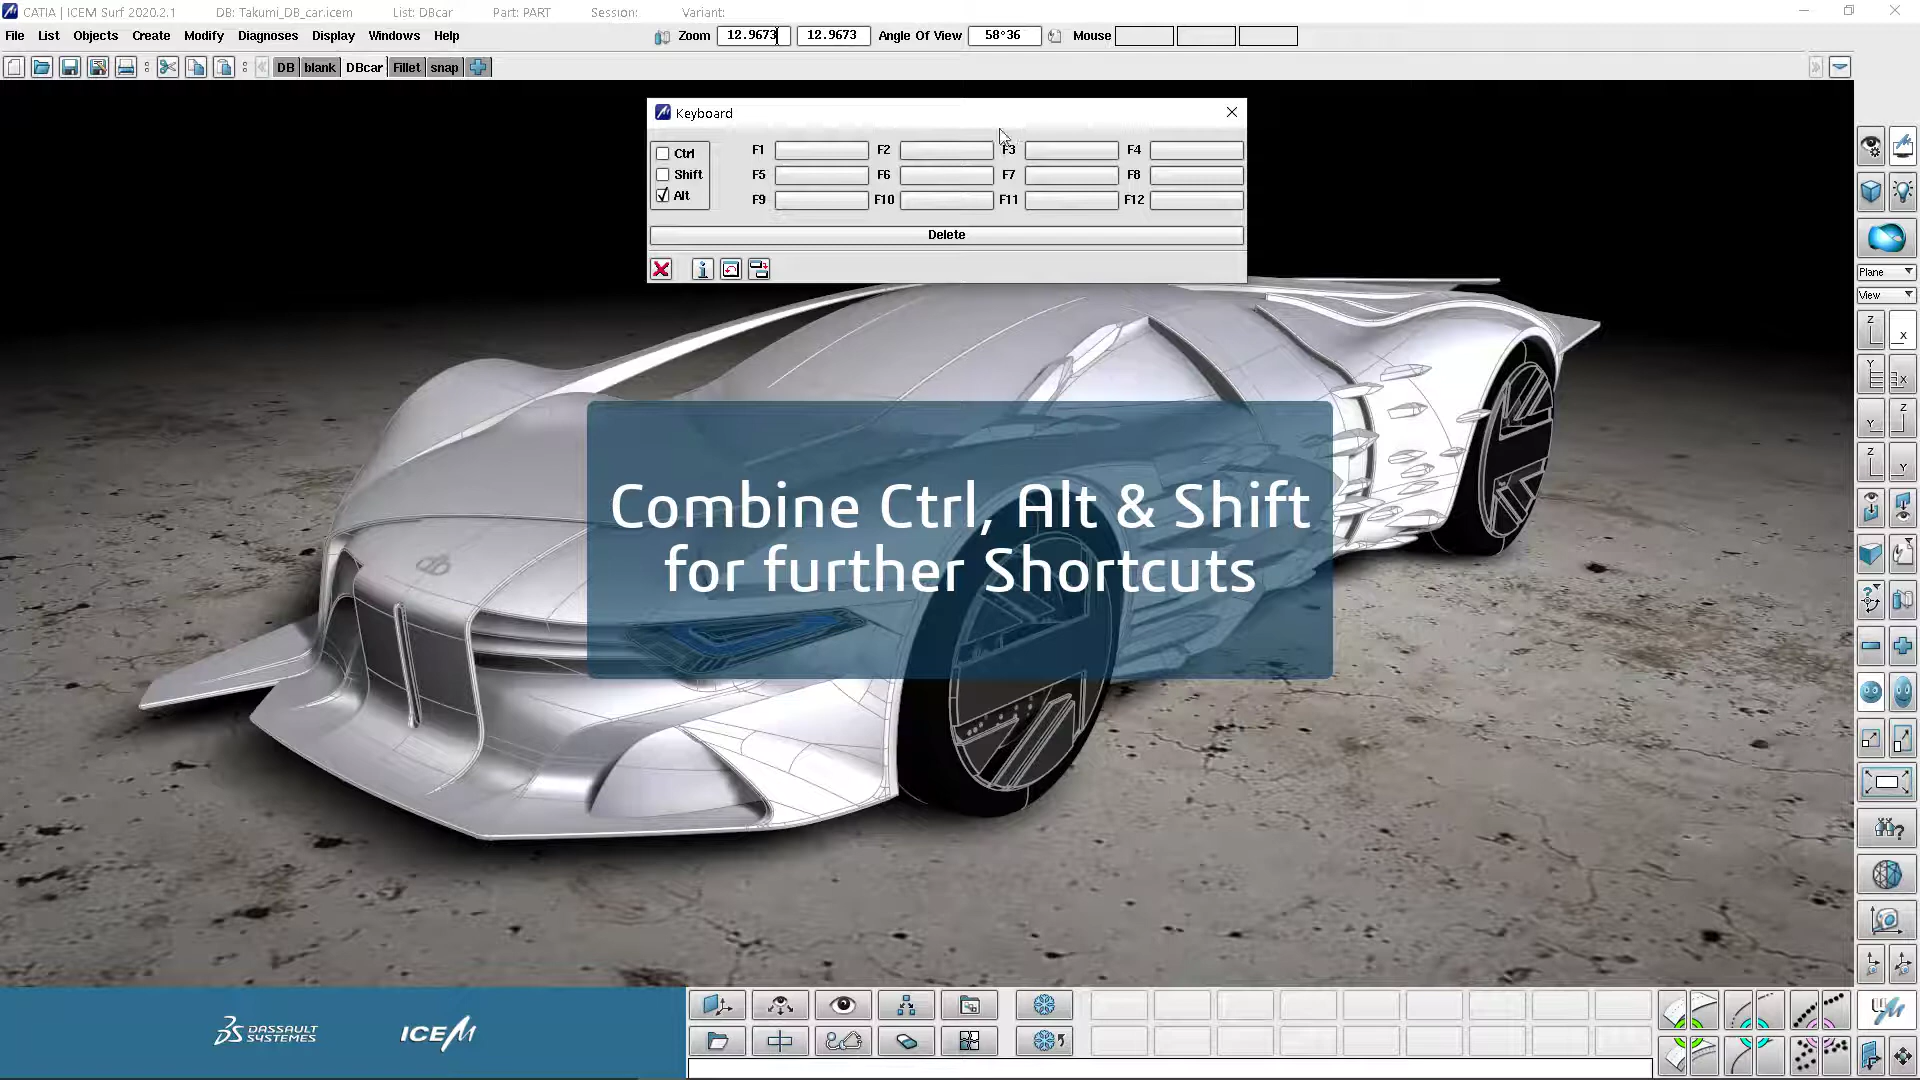 CATIA | ICEM Surf 2020.2.1 DB: Takumi_DB_car.icem List: DBcar Part: PART Session: Variant:
File List Objects Create Modify Diagnoses Display Windows Help Zoom 12.9673 12.9673 Angle Of View 58°36 Mouse
DB blank DBcar Fillet snap
Keyboard
Ctrl F1 F2 F3 F4
Shift F5 F6 F7 F8
Alt F9 F10 F11 F12
Delete
Plane
View
Z X
Y X
Y Z
Z Y
Combine Ctrl, Alt & Shift
for further Shortcuts
DASSAULT
SYSTEMES
ICEM